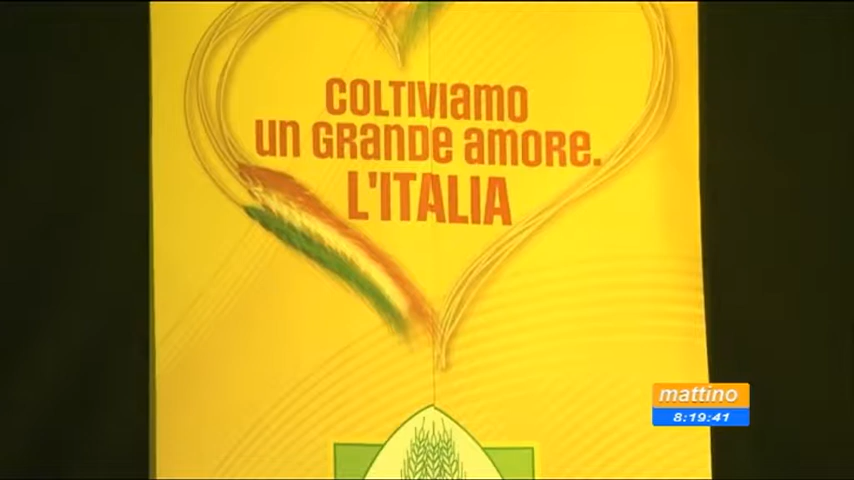 COLTIVIAMO
UN GRANDE AMORE.
L'ITALIA
mattino
8:19:41